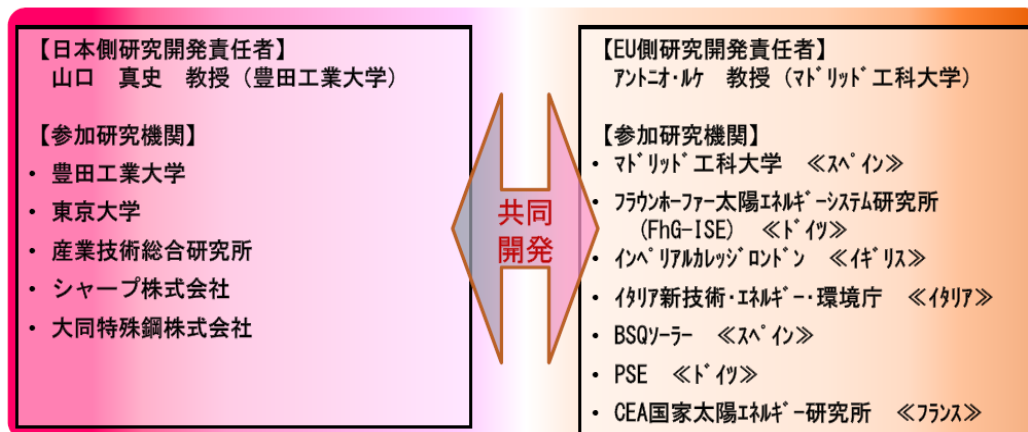 【日本側研究開発責任者】
山口　真史　教授（豊田工業大学）
【参加研究機関】
・ 豊田工業大学
・ 東京大学
・ 産業技術総合研究所
・ シャープ株式会社
・ 大同特殊鋼株式会社
共同
開発
【EU側研究開発責任者】
ｱﾝﾄﾆｵ･ﾙｹ　教授（ﾏﾄﾞﾘｯﾄﾞ工科大学）
【参加研究機関】
・ ﾏﾄﾞﾘｯﾄﾞ工科大学　≪ｽﾍﾟｲﾝ≫
・ ﾌﾗｳﾝﾎｰﾌｧｰ太陽ｴﾈﾙｷﾞｰｼｽﾃﾑ研究所
（FhG-ISE）　≪ﾄﾞｲﾂ≫
・ ｲﾝﾍﾟﾘｱﾙｶﾚｯｼﾞﾛﾝﾄﾞﾝ　≪ｲｷﾞﾘｽ≫
・ ｲﾀﾘｱ新技術･ｴﾈﾙｷﾞｰ･環境庁　≪ｲﾀﾘｱ≫
・ BSQｿｰﾗｰ　≪ｽﾍﾟｲﾝ≫
・ PSE　≪ﾄﾞｲﾂ≫
・ CEA国家太陽ｴﾈﾙｷﾞｰ研究所　≪ﾌﾗﾝｽ≫